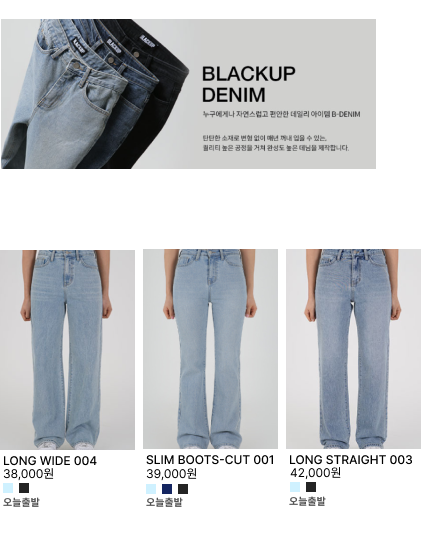 BLACKUP
DENIM
누구에게나 자연스럽고 편안한 데일리 아이템 B-DENIM
탄탄한 소재로 변형 없이 매년 꺼내 입을 수 있는,
퀄리티 높은 공정을 거쳐 완성도 높은 데님을 제작합니다.
LONG WIDE 004
38,000원
오늘출발
SLIM BOOTS-CUT 001
39,000원
오늘출발
LONG STRAIGHT 003
42,000원
오늘출발